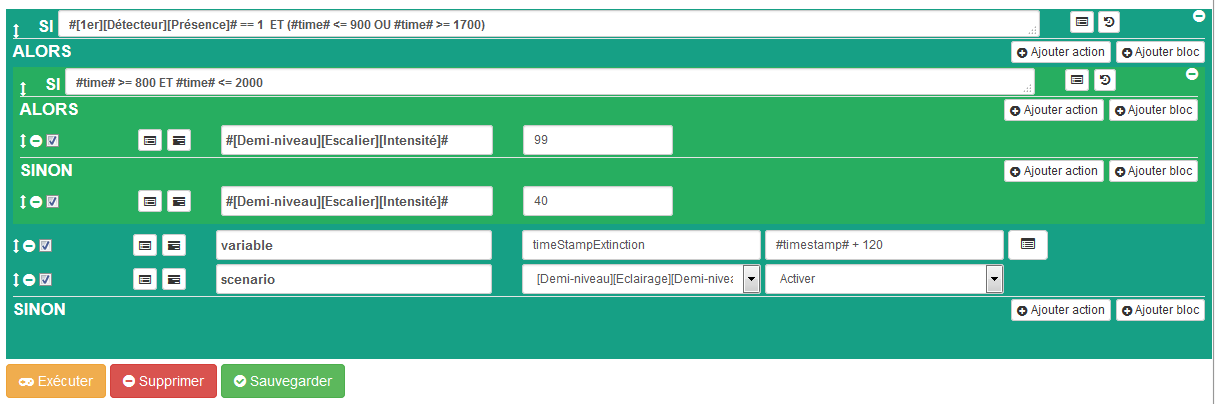 SI #[1er][Détecteur][Présence]# == 1 ET (#time# <= 900 OU #time# >= 1700)
ALORS Ajouter action Ajouter bloc
SI #time# >= 800 ET #time# <= 2000
ALORS Ajouter action Ajouter bloc
#[Demi-niveau][Escalier][Intensité]# 99
SINON Ajouter action Ajouter bloc
#[Demi-niveau][Escalier][Intensité]# 40
variable timeStampExtinction #timestamp# + 120
scenario [Demi-niveau][Eclairage][Demi-nivea Activer
SINON Ajouter action Ajouter bloc
Exécuter Supprimer Sauvegarder